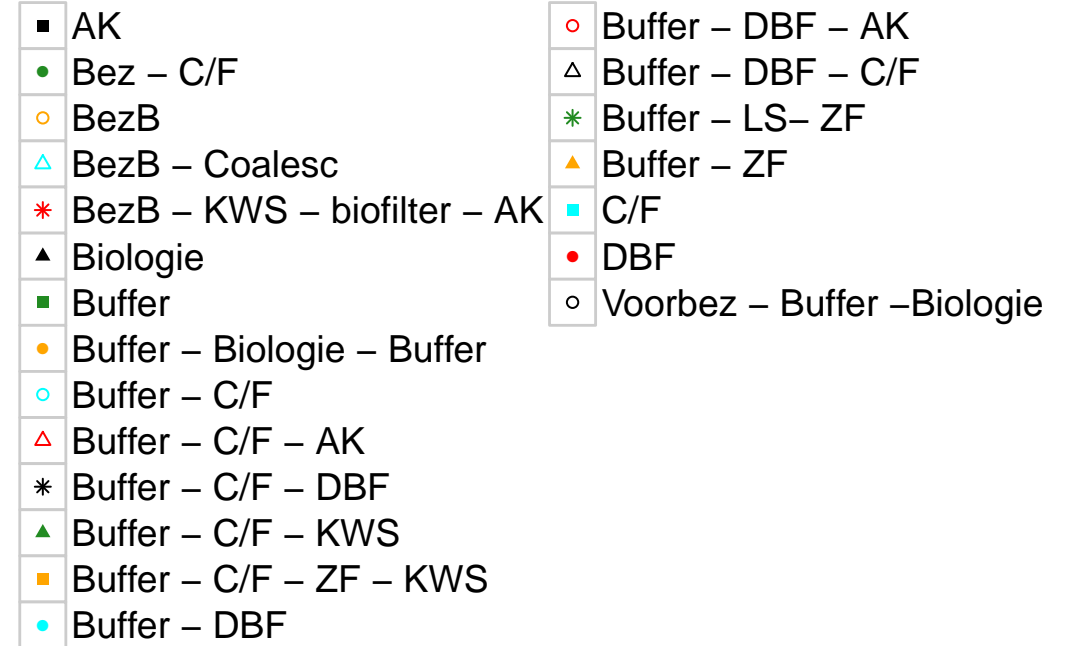 AK
Bez – C/F
BezB
BezB – Coalesc
BezB – KWS – biofilter – AK
Biologie
Buffer
Buffer – Biologie – Buffer
Buffer – C/F
Buffer – C/F – AK
Buffer – C/F – DBF
Buffer – C/F – KWS
Buffer – C/F – ZF – KWS
Buffer – DBF
Buffer – DBF – AK
Buffer – DBF – C/F
Buffer – LS– ZF
Buffer – ZF
C/F
DBF
Voorbez – Buffer –Biologie